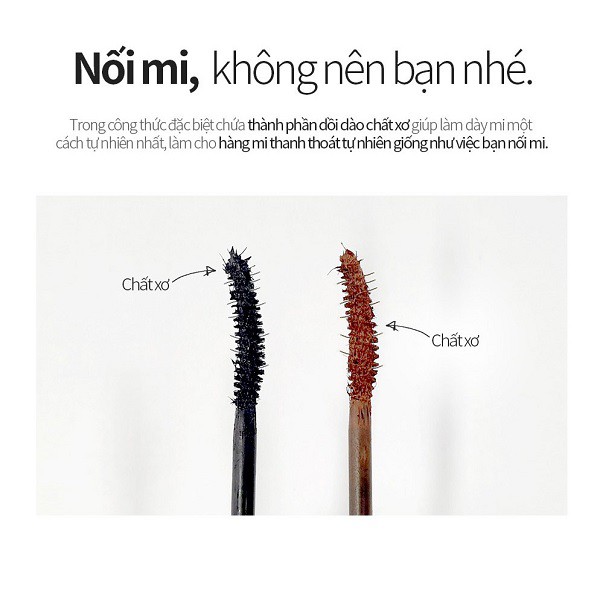 Nối mi, không nên bạn nhé.
Trong công thức đặc biệt chứa thành phần dồi dào chất xơ giúp làm dày mi một
cách tự nhiên nhất, làm cho hàng mi thanh thoát tự nhiên giống như việc bạn nối mi.
Chất xơ
Chất xơ